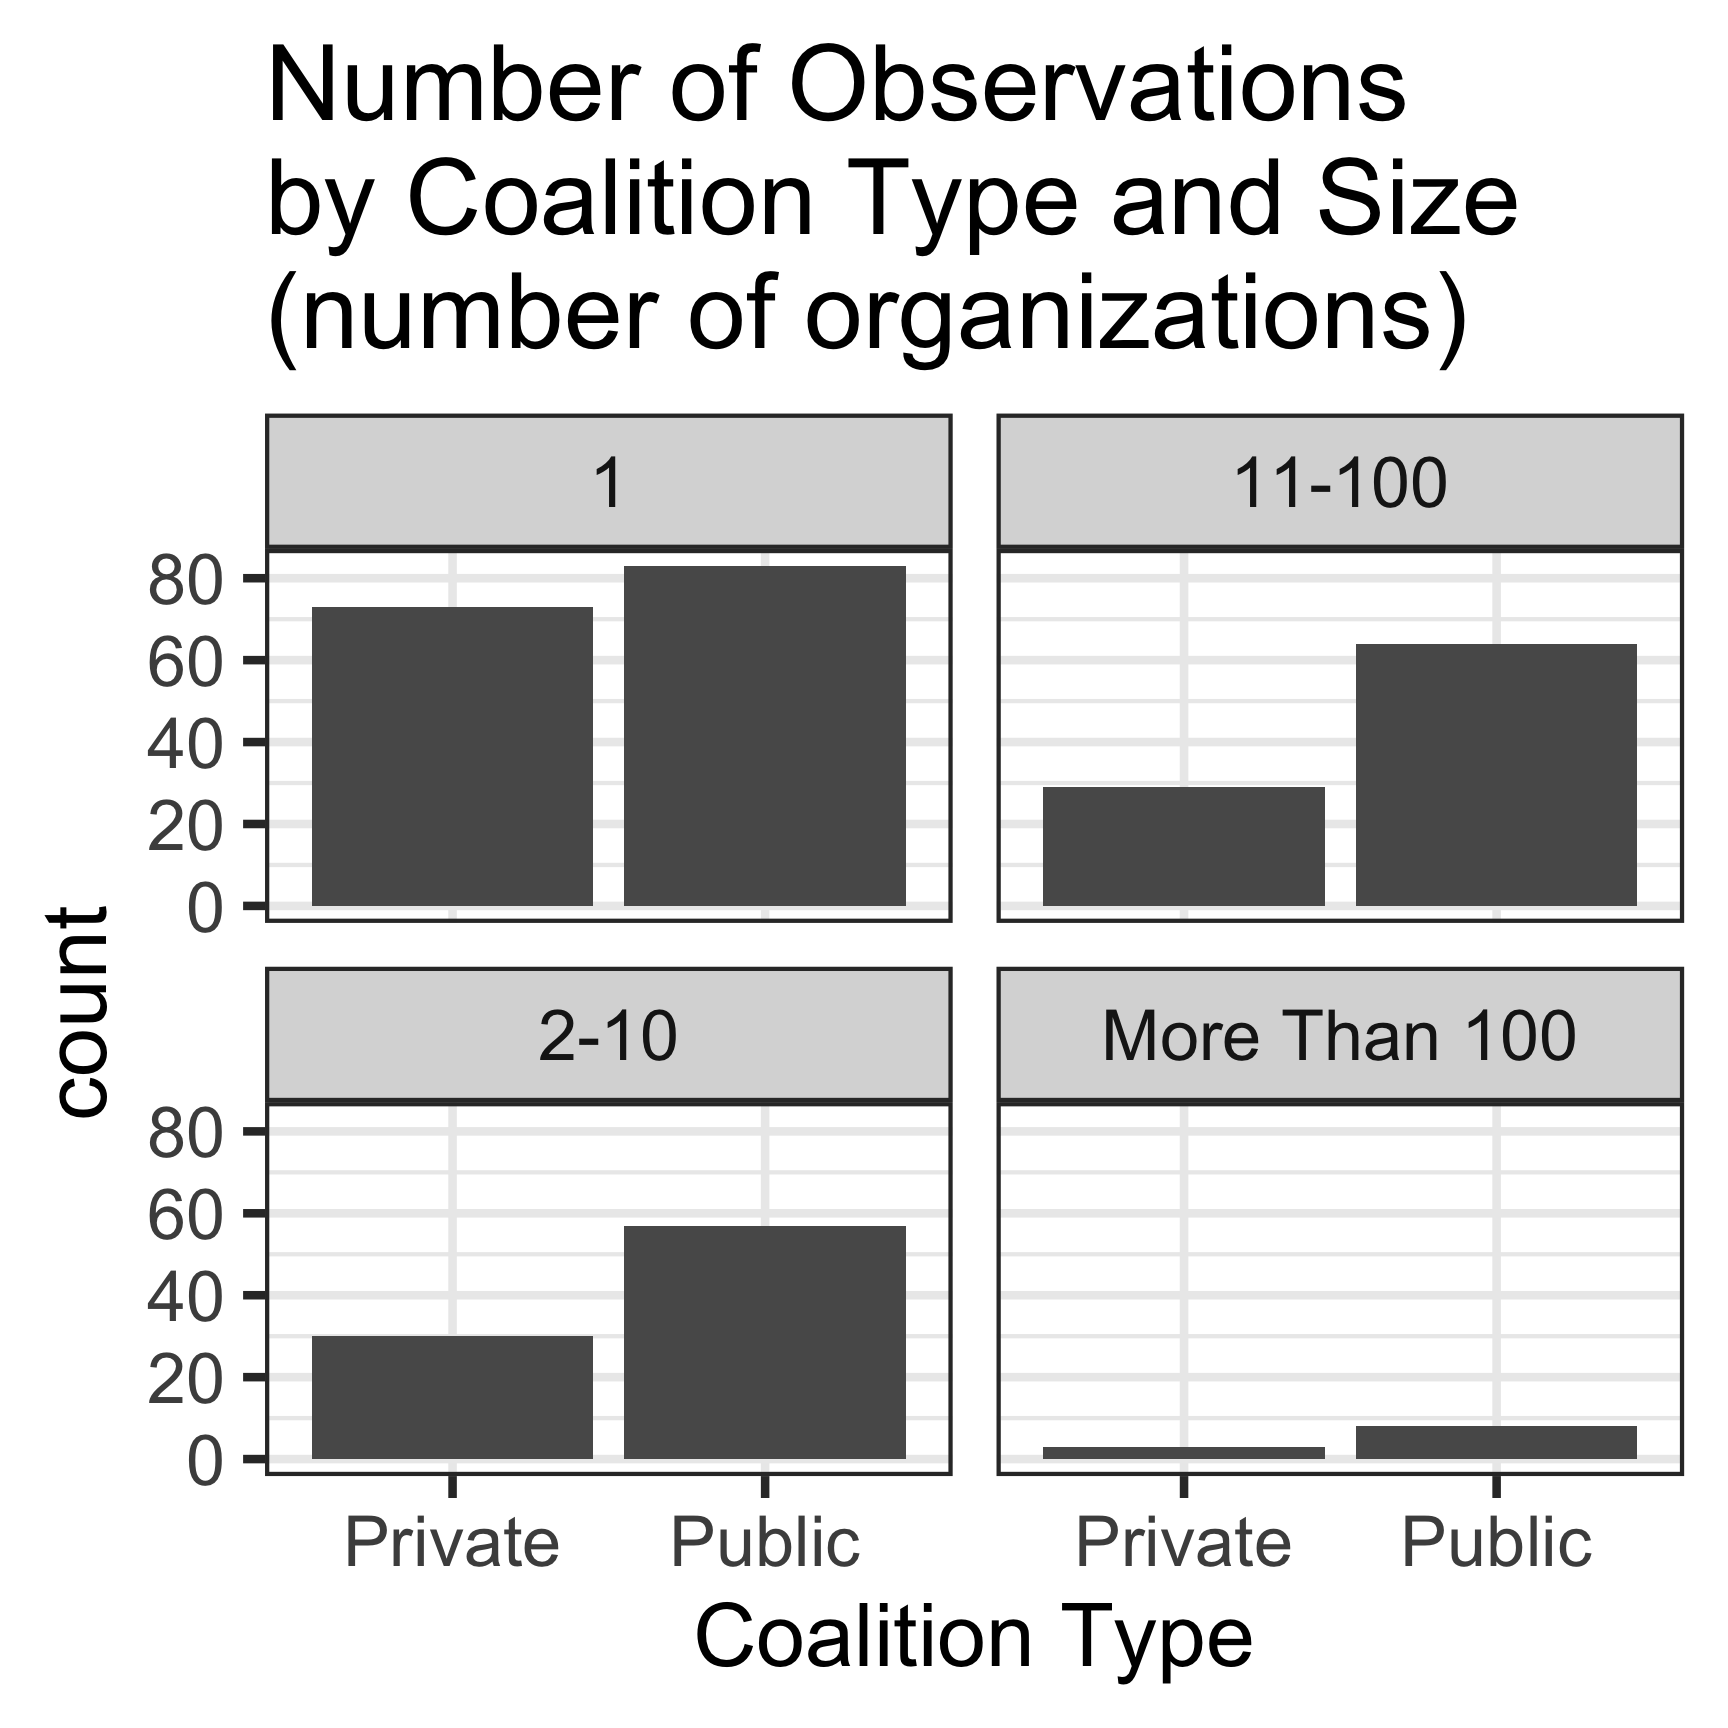 Number of Observations
by Coalition Type and Size
(number of organizations)
1
11-100
80
60
40
20
0
count
2-10
More Than 100
80
60
40
20
0
Private
Public
Private
Public
Coalition Type